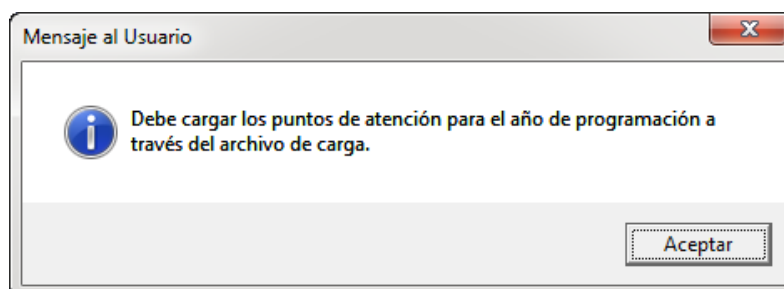 Mensaje al Usuario
Debe cargar los puntos de atención para el año de programación a
través del archivo de carga.
Aceptar